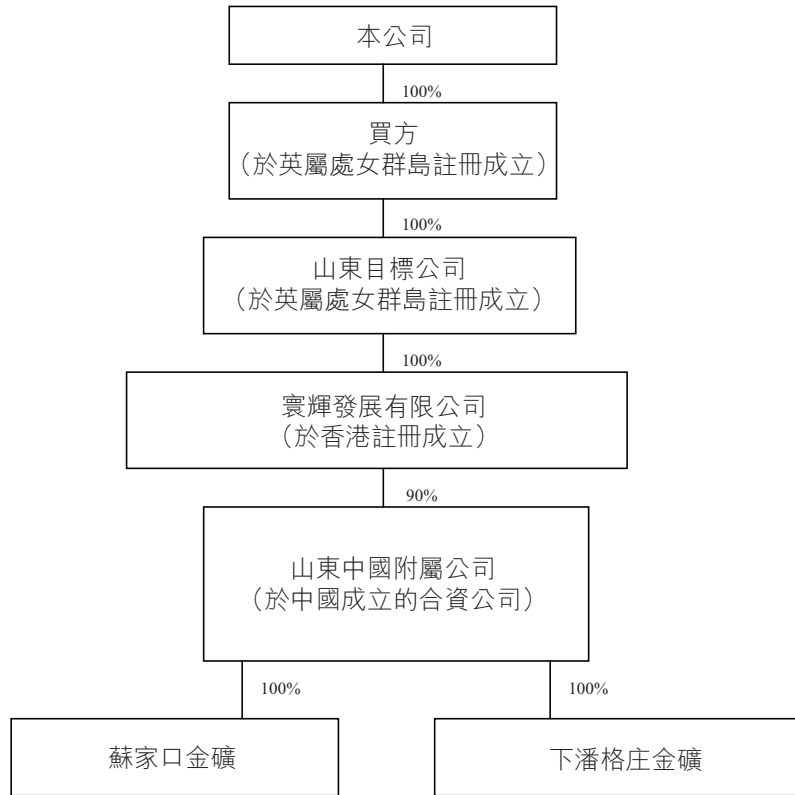 本公司
100%
買方
（於英屬處女群島註冊成立）
100%
山東目標公司
（於英屬處女群島註冊成立）
100%
寰輝發展有限公司
（於香港註冊成立）
90%
山東中國附屬公司
（於中國成立的合資公司）
100%
100%
蘇家口金礦
下潘格庄金礦